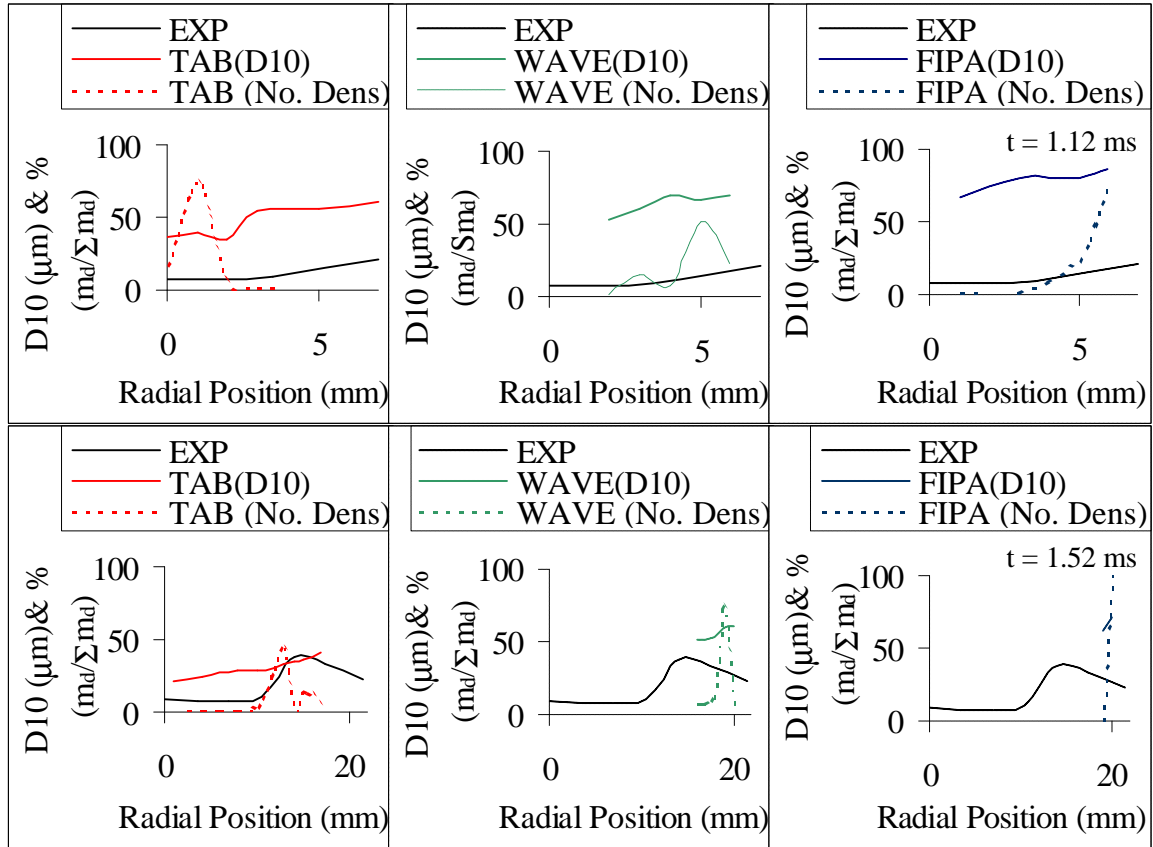 EXP
TAB(D10)
TAB (No. Dens)
D10 (μm) & %
(md/Σmd)
100
50
0
0 5
Radial Position (mm)
EXP
WAVE(D10)
WAVE (No. Dens)
D10 (μm)& %
(md/Smd)
100
50
0
0 5
Radial Position (mm)
EXP
FIPA(D10)
FIPA (No. Dens)
t = 1.12 ms
D10 (μm)& %
(md/Σmd)
100
50
0
0 5
Radial Position (mm)
EXP
TAB(D10)
TAB (No. Dens)
D10 (μm)& %
(md/Σmd)
100
50
0
0 20
Radial Position (mm)
EXP
WAVE(D10)
WAVE (No. Dens)
D10 (μm)& %
(md/Σmd)
100
50
0
0 20
Radial Position (mm)
EXP
FIPA(D10)
FIPA (No. Dens)
t = 1.52 ms
D10 (μm)& %
(md/Σmd)
100
50
0
0 20
Radial Position (mm)